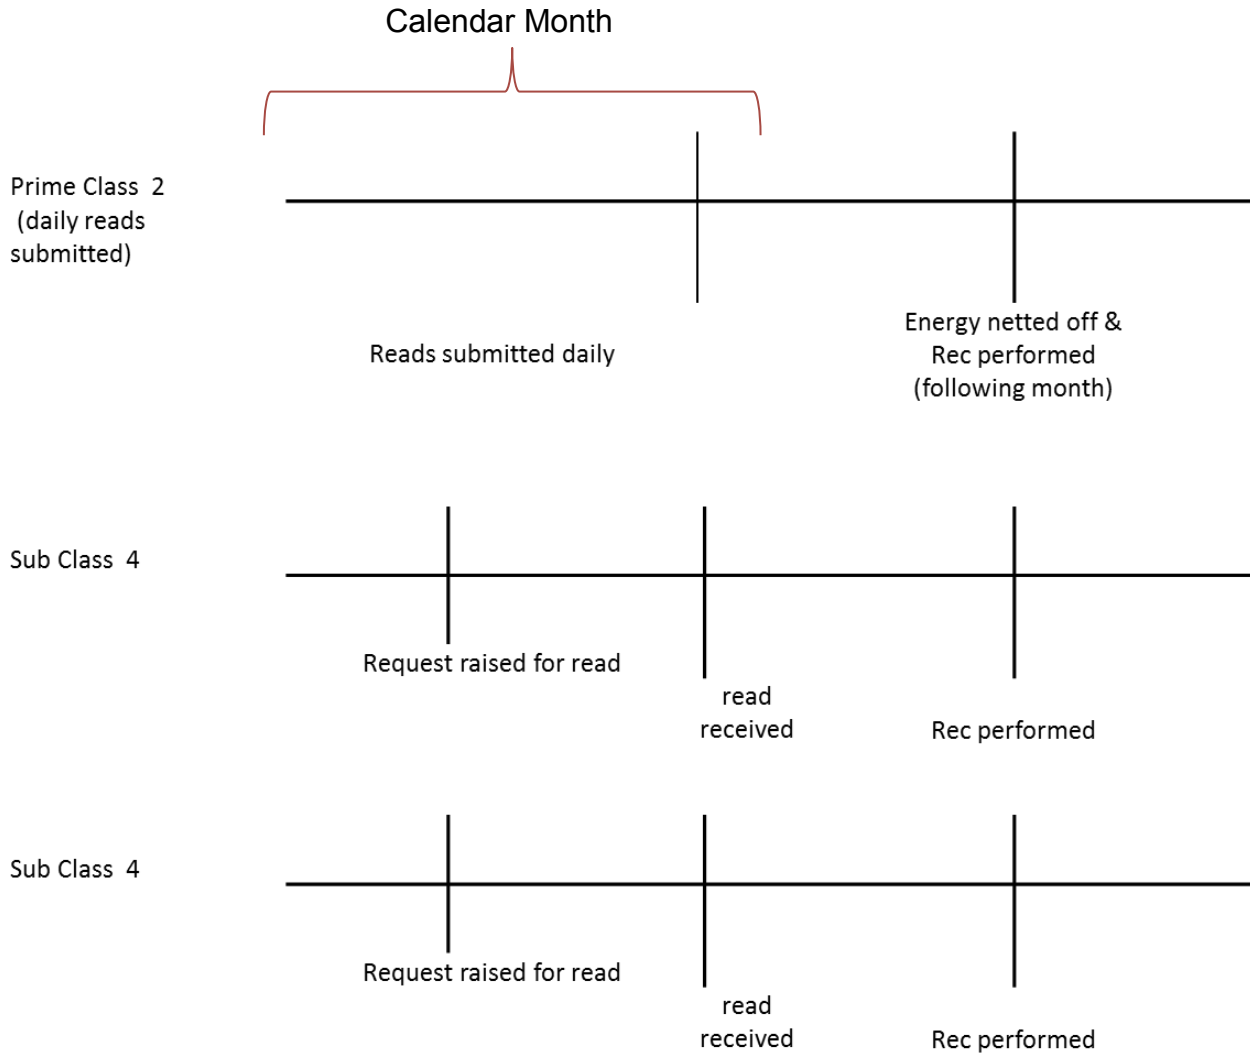 Calendar Month
Prime Class 2
(daily reads
submitted)
Reads submitted daily
Energy netted off &
Rec performed
(following month)
Sub Class 4
Request raised for read
read
received
Rec performed
Sub Class 4
Request raised for read
read
received
Rec performed